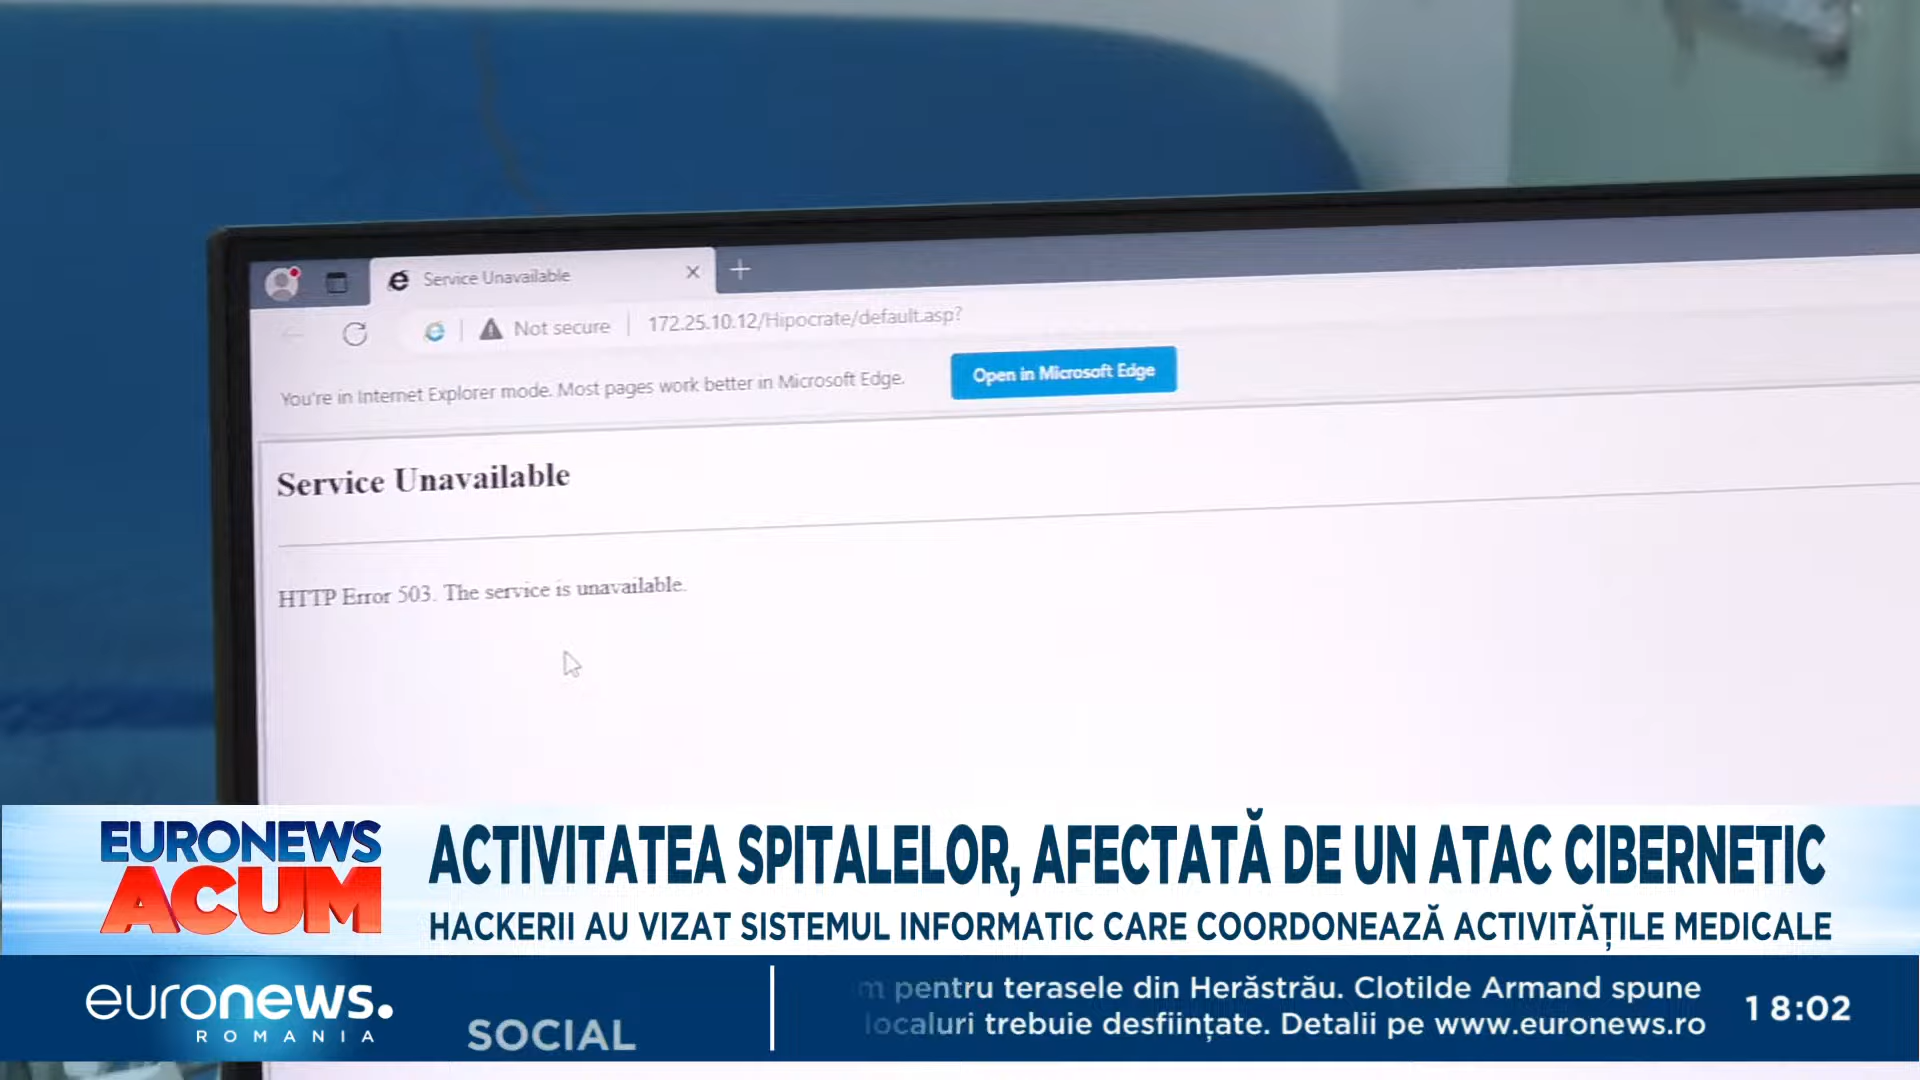 Service Unavailable
Not secure
172.25.10.12/Hipocrate/default.asp?
You're in Internet Explorer mode. Most pages work better in Microsoft Edge.
Open in Microsoft Edge
Service Unavailable
HTTP Error 503. The service is unavailable.
EURONEWS
ACUM
ACTIVITATEA SPITALELOR, AFECTATĂ DE UN ATAC CIBERNETIC
HACKERII AU VIZAT SISTEMUL INFORMATIC CARE COORDONEAZĂ ACTIVITĂȚILE MEDICALE
euronews.
ROMANIA
SOCIAL
pentru terasele din Herăstrău. Clotilde Armand spune
localuri trebuie desființate. Detalii pe www.euronews.ro
18:02